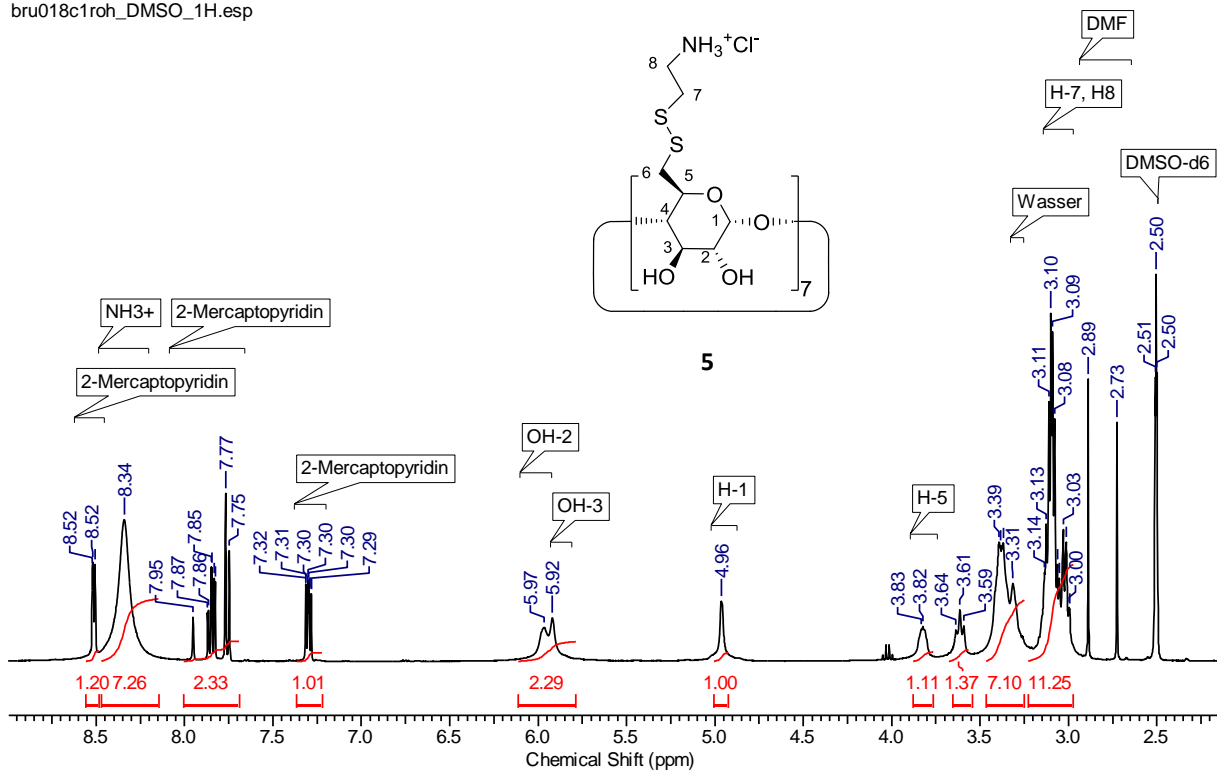 bru018c1roh_DMSO_1H.esp
DMF
NH3+Cl-
8
7
H-7, H8
S
S
DMSO-d6
6
5
4
O
1
O
Wasser
3
2
HO
OH
7
NH3+
2-Mercaptopyridin
2-Mercaptopyridin
5
2-Mercaptopyridin
OH-2
OH-3
H-1
H-5
8.52
8.52
8.34
7.95
7.87
7.86
7.85
7.77
7.75
7.32
7.31
7.30
7.30
7.30
7.29
5.97
5.92
4.96
3.83
3.82
3.64
3.61
3.59
3.39
3.31
3.14
3.13
3.11
3.10
3.09
3.08
3.03
3.00
2.89
2.73
2.51
2.50
2.50
1.20 7.26 2.33 1.01 2.29 1.00 1.11 1.37 7.10 11.25
8.5 8.0 7.5 7.0 6.5 6.0 5.5 5.0 4.5 4.0 3.5 3.0 2.5
Chemical Shift (ppm)